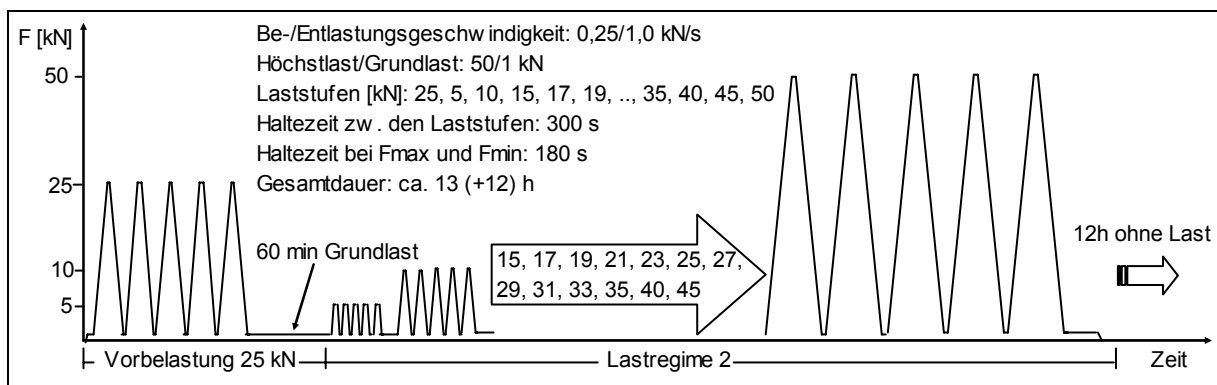 F [kN]
50
25
10
5
Be-/Entlastungsgeschwindigkeit: 0,25/1,0 kN/s
Höchstlast/Grundlast: 50/1 kN
Laststufen [kN]: 25, 5, 10, 15, 17, 19, .., 35, 40, 45, 50
Haltezeit zw. den Laststufen: 300 s
Haltezeit bei Fmax und Fmin: 180 s
Gesamtdauer: ca. 13 (+12) h
60 min Grundlast
15, 17, 19, 21, 23, 25, 27,
29, 31, 33, 35, 40, 45
12h ohne Last
Vorbelastung 25 kN
Lastregime 2
Zeit